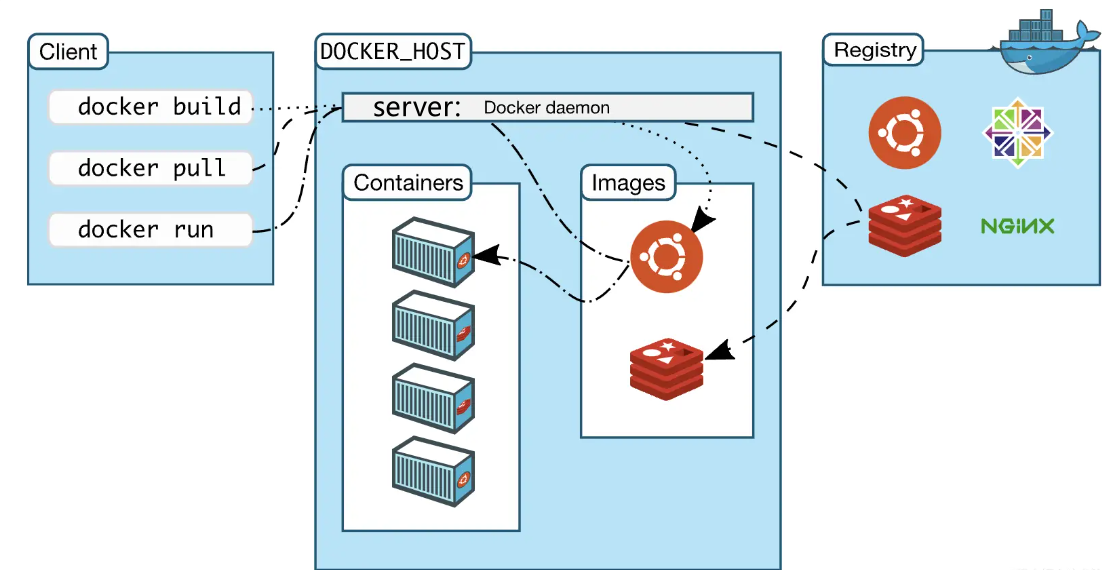 Client
docker build
docker pull
docker run
DOCKER_HOST
server: Docker daemon
Containers
Images
Registry
NGiNX